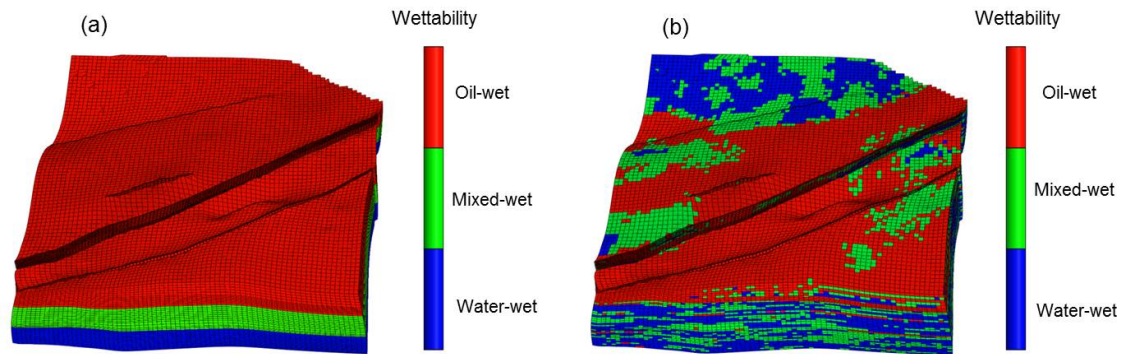 (a)
Wettability
Oil-wet
Mixed-wet
Water-wet
(b)
Wettability
Oil-wet
Mixed-wet
Water-wet